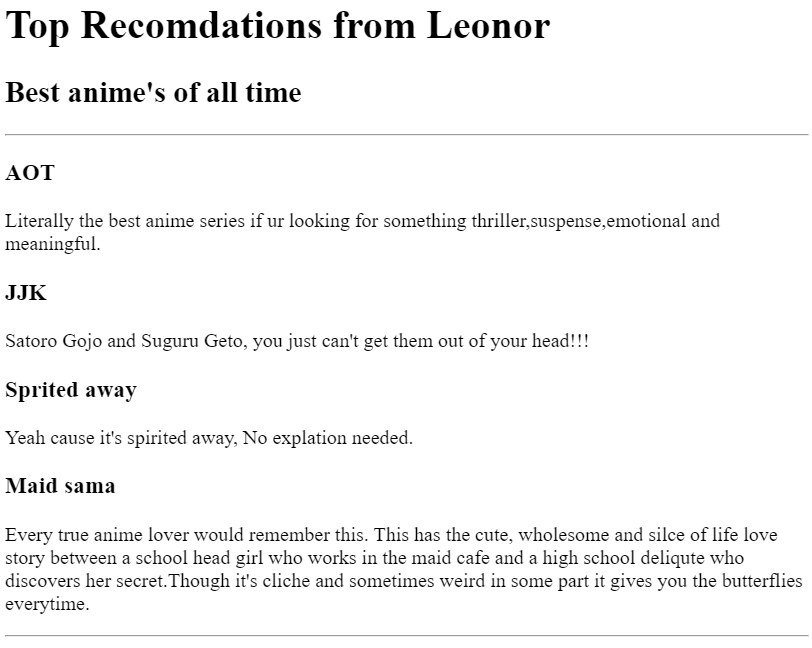 Top Recomdations from Leonor
Best anime's of all time
AOT
Literally the best anime series if ur looking for something thriller,suspense,emotional and
meaningful.
JJK
Satoro Gojo and Suguru Geto, you just can't get them out of your head!!!
Sprited away
Yeah cause it's spirited away, No explation needed.
Maid sama
Every true anime lover would remember this. This has the cute, wholesome and silce of life love
story between a school head girl who works in the maid cafe and a high school deliqute who
discovers her secret.Though it's cliche and sometimes weird in some part it gives you the butterflies
everytime.